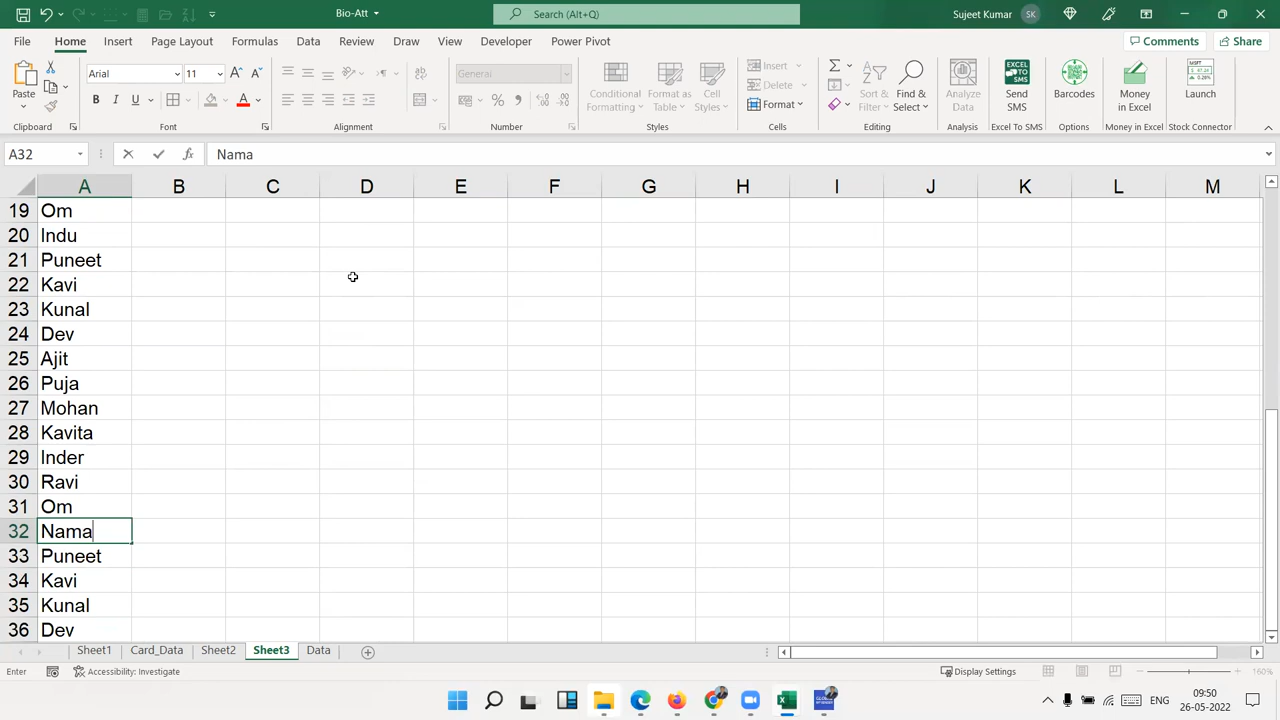 Bio-Att
Search (Alt+Q)
Sujeet Kumar SK
File Home Insert Page Layout Formulas Data Review View Draw Developer Power Pivot Comments Share
Paste
Arial 11
B I U
General
Conditional Formatting
Format as Table
Cell Styles
Insert
Delete
Format
Sort & Filter
Find & Select
Analyze Data
Send SMS
Barcodes
Money in Excel
Launch
Clipboard Font Alignment Number Styles Cells Editing Analysis Excel To SMS Options Money in Excel Stock Connector
A32 fx Nama
A B C D E F G H I J K L M
19 Om
20 Indu
21 Puneet
22 Kavi
23 Kunal
24 Dev
25 Ajit
26 Puja
27 Mohan
28 Kavita
29 Inder
30 Ravi
31 Om
32 Nama
33 Puneet
34 Kavi
35 Kunal
36 Dev
Sheet1 Card_Data Sheet2 Sheet3 Data
Enter Accessibility: Investigate Display Settings 160%
ENG 09:50
26-05-2022